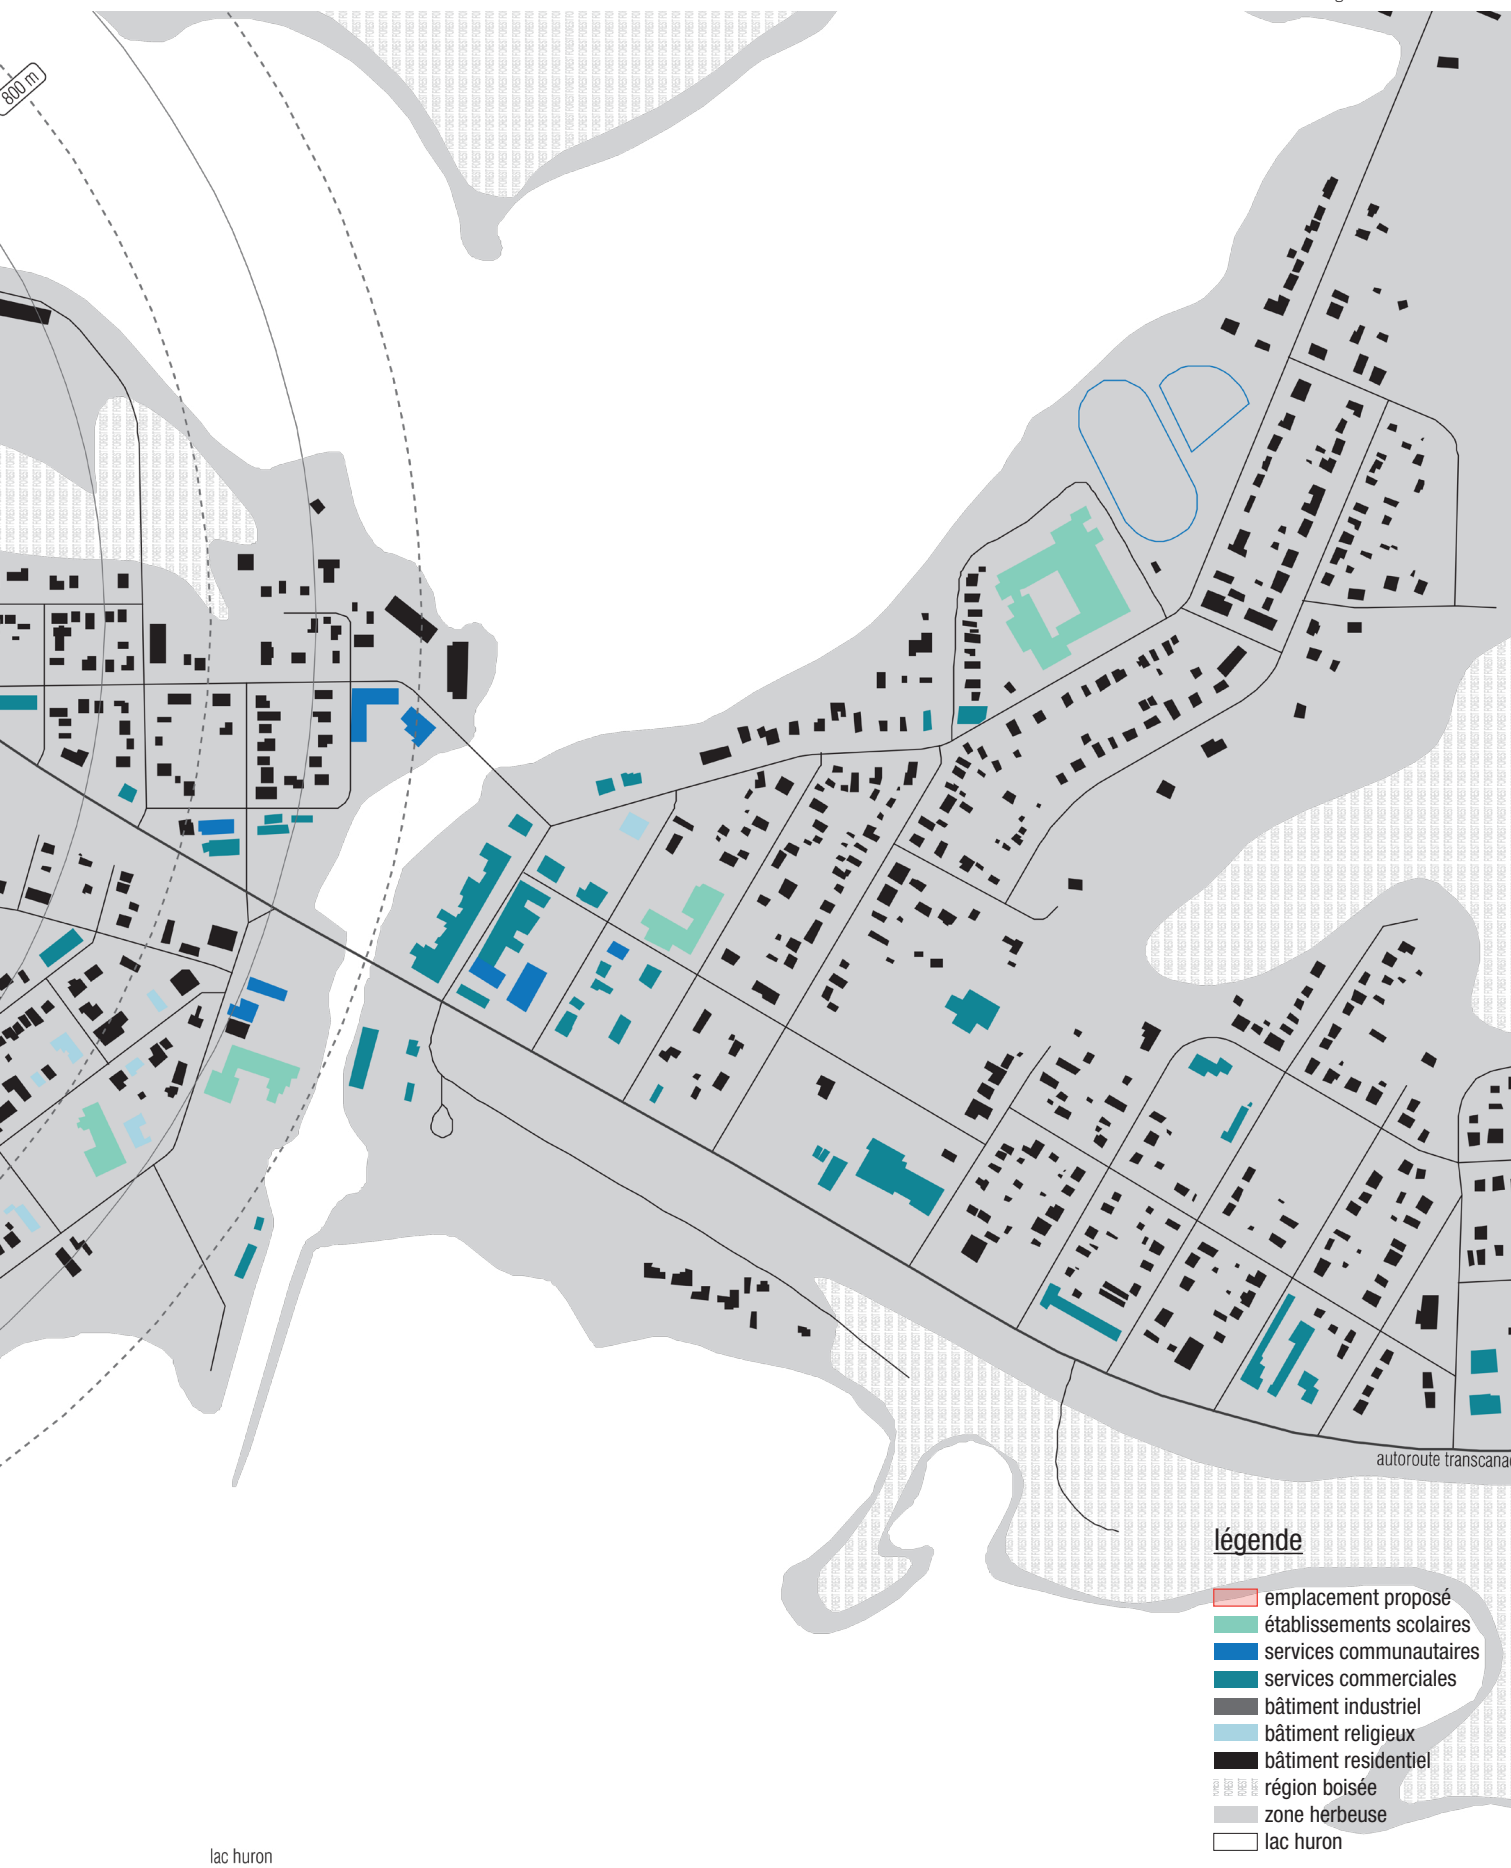 800 m
autoroute transcana
légende
emplacement proposé
établissements scolaires
services communautaires
services commerciales
bâtiment industriel
bâtiment religieux
bâtiment residentiel
région boisée
zone herbeuse
lac huron
lac huron